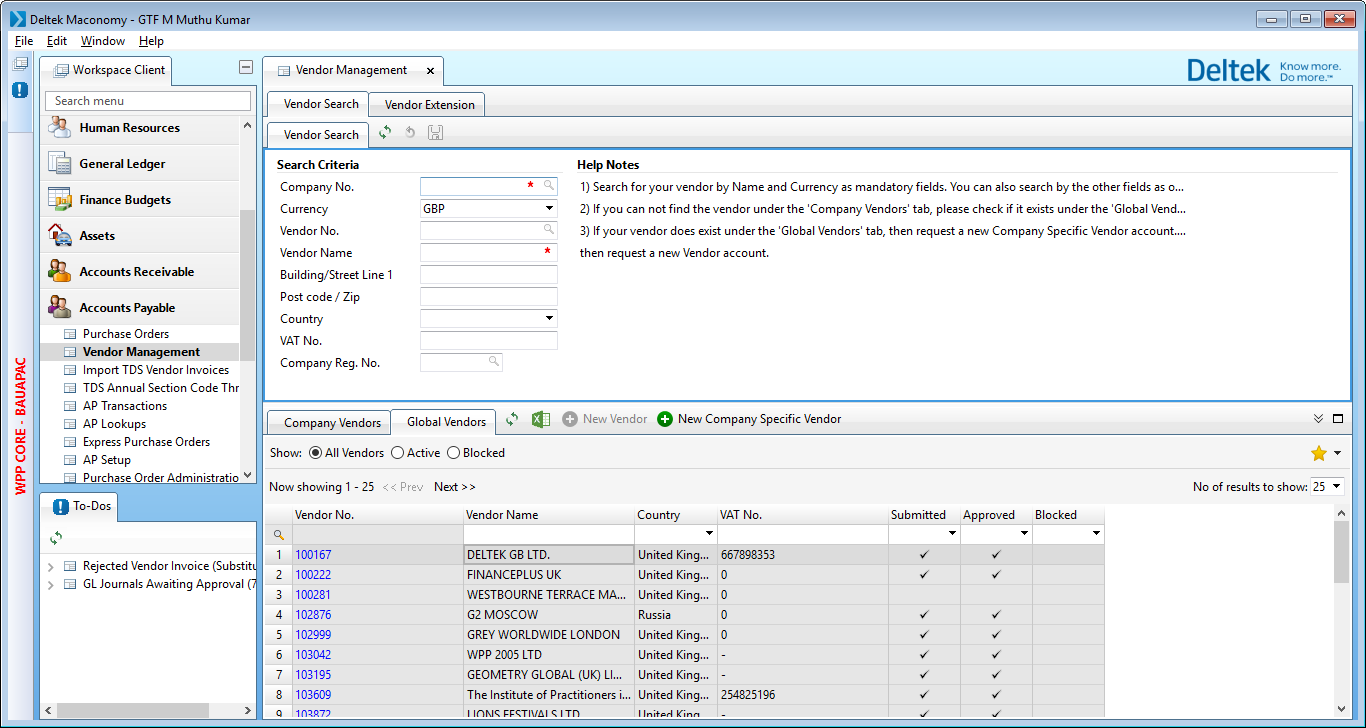 Deltek Maconomy - GTF M Muthu Kumar
File Edit Window Help
Workspace Client
Search menu
Human Resources
General Ledger
Finance Budgets
Assets
Accounts Receivable
Accounts Payable
Purchase Orders
Vendor Management
Import TDS Vendor Invoices
TDS Annual Section Code Thr
AP Transactions
AP Lookups
Express Purchase Orders
AP Setup
Purchase Order Administratio
WPP CORE - BAUAPAC
To-Dos
Rejected Vendor Invoice (Substitu
GL Journals Awaiting Approval (7
Vendor Management
Deltek Know more.
Do more.™
Vendor Search Vendor Extension
Vendor Search
Search Criteria
Company No. *
Currency GBP
Vendor No.
Vendor Name *
Building/Street Line 1
Post code / Zip
Country
VAT No.
Company Reg. No.
Help Notes
1) Search for your vendor by Name and Currency as mandatory fields. You can also search by the other fields as o...
2) If you can not find the vendor under the 'Company Vendors' tab, please check if it exists under the 'Global Vend...
3) If your vendor does exist under the 'Global Vendors' tab, then request a new Company Specific Vendor account....
then request a new Vendor account.
Company Vendors Global Vendors New Vendor New Company Specific Vendor
Show: All Vendors Active Blocked
Now showing 1 - 25 << Prev Next >> No of results to show: 25
Vendor No. Vendor Name Country VAT No. Submitted Approved Blocked
1 100167 DELTEK GB LTD. United King... 667898353 ✓ ✓
2 100222 FINANCEPLUS UK United King... 0 ✓ ✓
3 100281 WESTBOURNE TERRACE MA... United King... 0
4 102876 G2 MOSCOW Russia 0 ✓ ✓
5 102999 GREY WORLDWIDE LONDON United King... 0 ✓ ✓
6 103042 WPP 2005 LTD United King... - ✓ ✓
7 103195 GEOMETRY GLOBAL (UK) LI... United King... - ✓ ✓
8 103609 The Institute of Practitioners i... United King... 254825196 ✓ ✓
9 103872 LIONS FESTIVALS LTD United King... - ✓ ✓